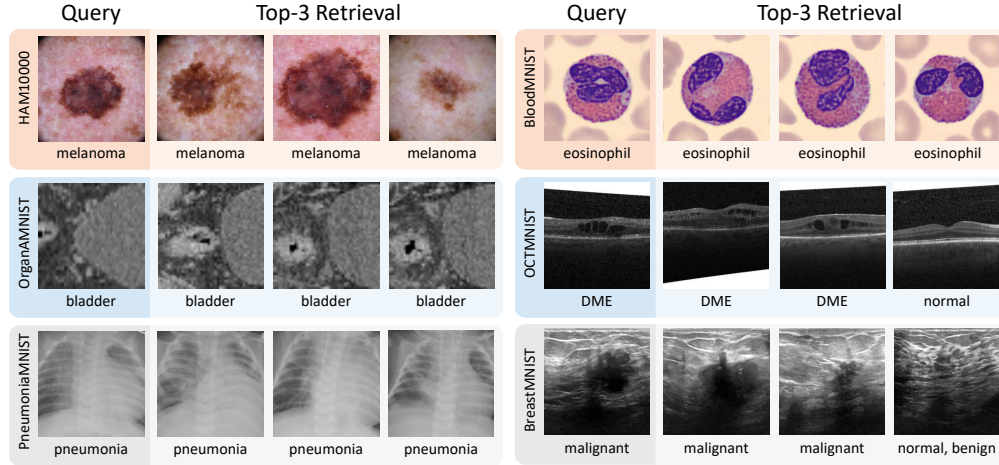 Query Top-3 Retrieval
HAM10000
melanoma melanoma melanoma melanoma
OrganAMNIST
bladder bladder bladder bladder
PneumoniaMNIST
pneumonia pneumonia pneumonia pneumonia
Query Top-3 Retrieval
BloodMNIST
eosinophil eosinophil eosinophil eosinophil
OCTMNIST
DME DME DME normal
BreastMNIST
malignant malignant malignant normal, benign